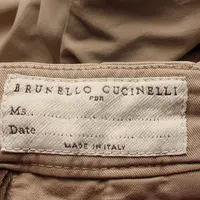 BRUNELLO CUCINELLI
FOR
Ms.
Date
MADE IN ITALY